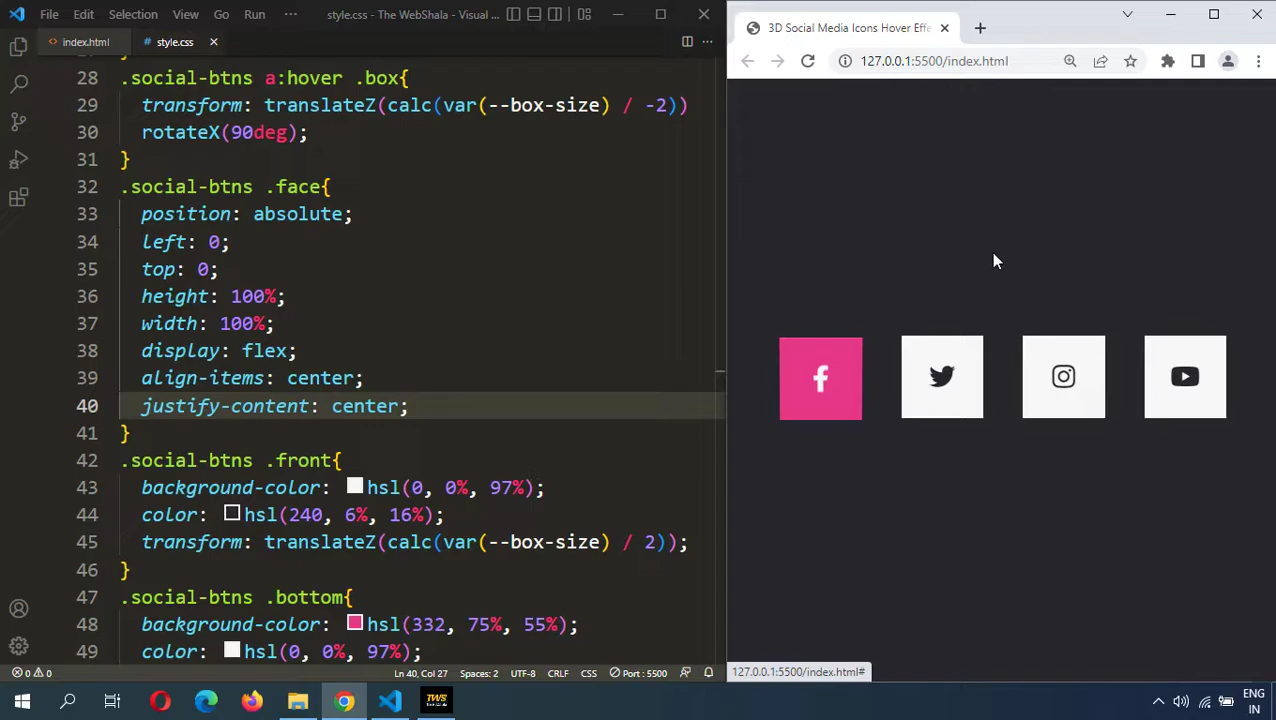 File Edit Selection View Go Run ··· style.css - The WebShala - Visual ...
3D Social Media Icons Hover Effe
index.html style.css
127.0.0.1:5500/index.html
28 .social-btns a:hover .box{
29 transform: translateZ(calc(var(--box-size) / -2))
30 rotateX(90deg);
31 }
32 .social-btns .face{
33 position: absolute;
34 left: 0;
35 top: 0;
36 height: 100%;
37 width: 100%;
38 display: flex;
39 align-items: center;
40 justify-content: center;
41 }
42 .social-btns .front{
43 background-color: hsl(0, 0%, 97%);
44 color: hsl(240, 6%, 16%);
45 transform: translateZ(calc(var(--box-size) / 2));
46 }
47 .social-btns .bottom{
48 background-color: hsl(332, 75%, 55%);
49 color: hsl(0, 0%, 97%);
127.0.0.1:5500/index.html#
0 0 Ln 40, Col 27 Spaces: 2 UTF-8 CRLF CSS Port : 5500
TWS
ENG
IN